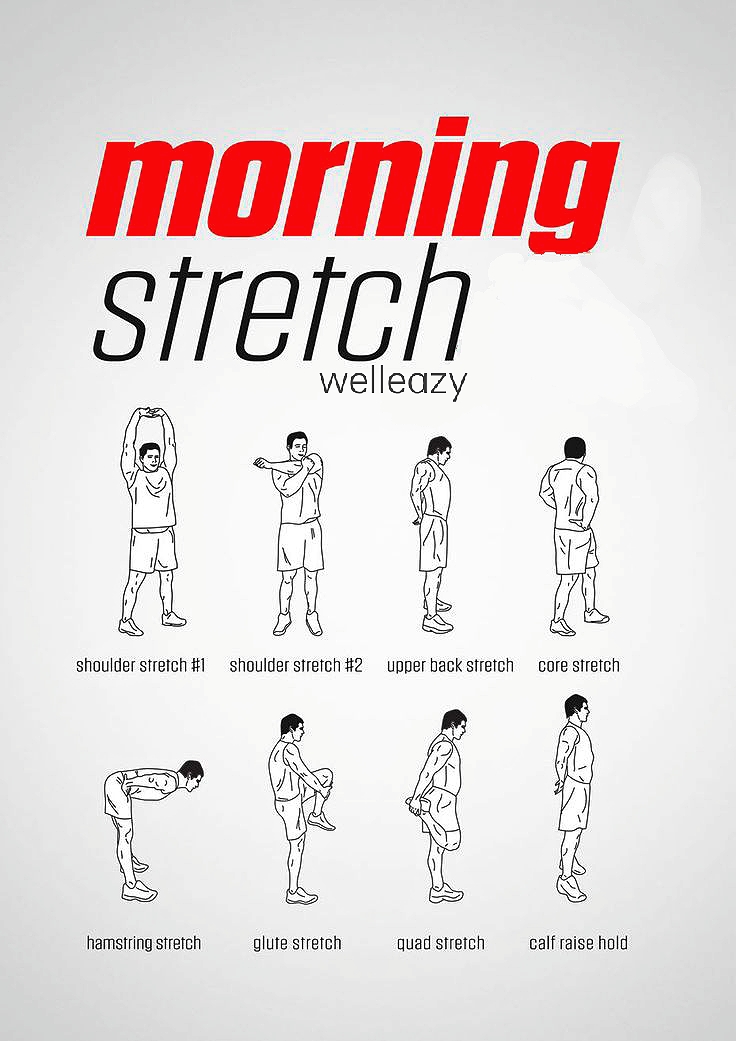 morning
stretch
welleazy
shoulder stretch #1
shoulder stretch #2
upper back stretch
core stretch
hamstring stretch
glute stretch
quad stretch
calf raise hold